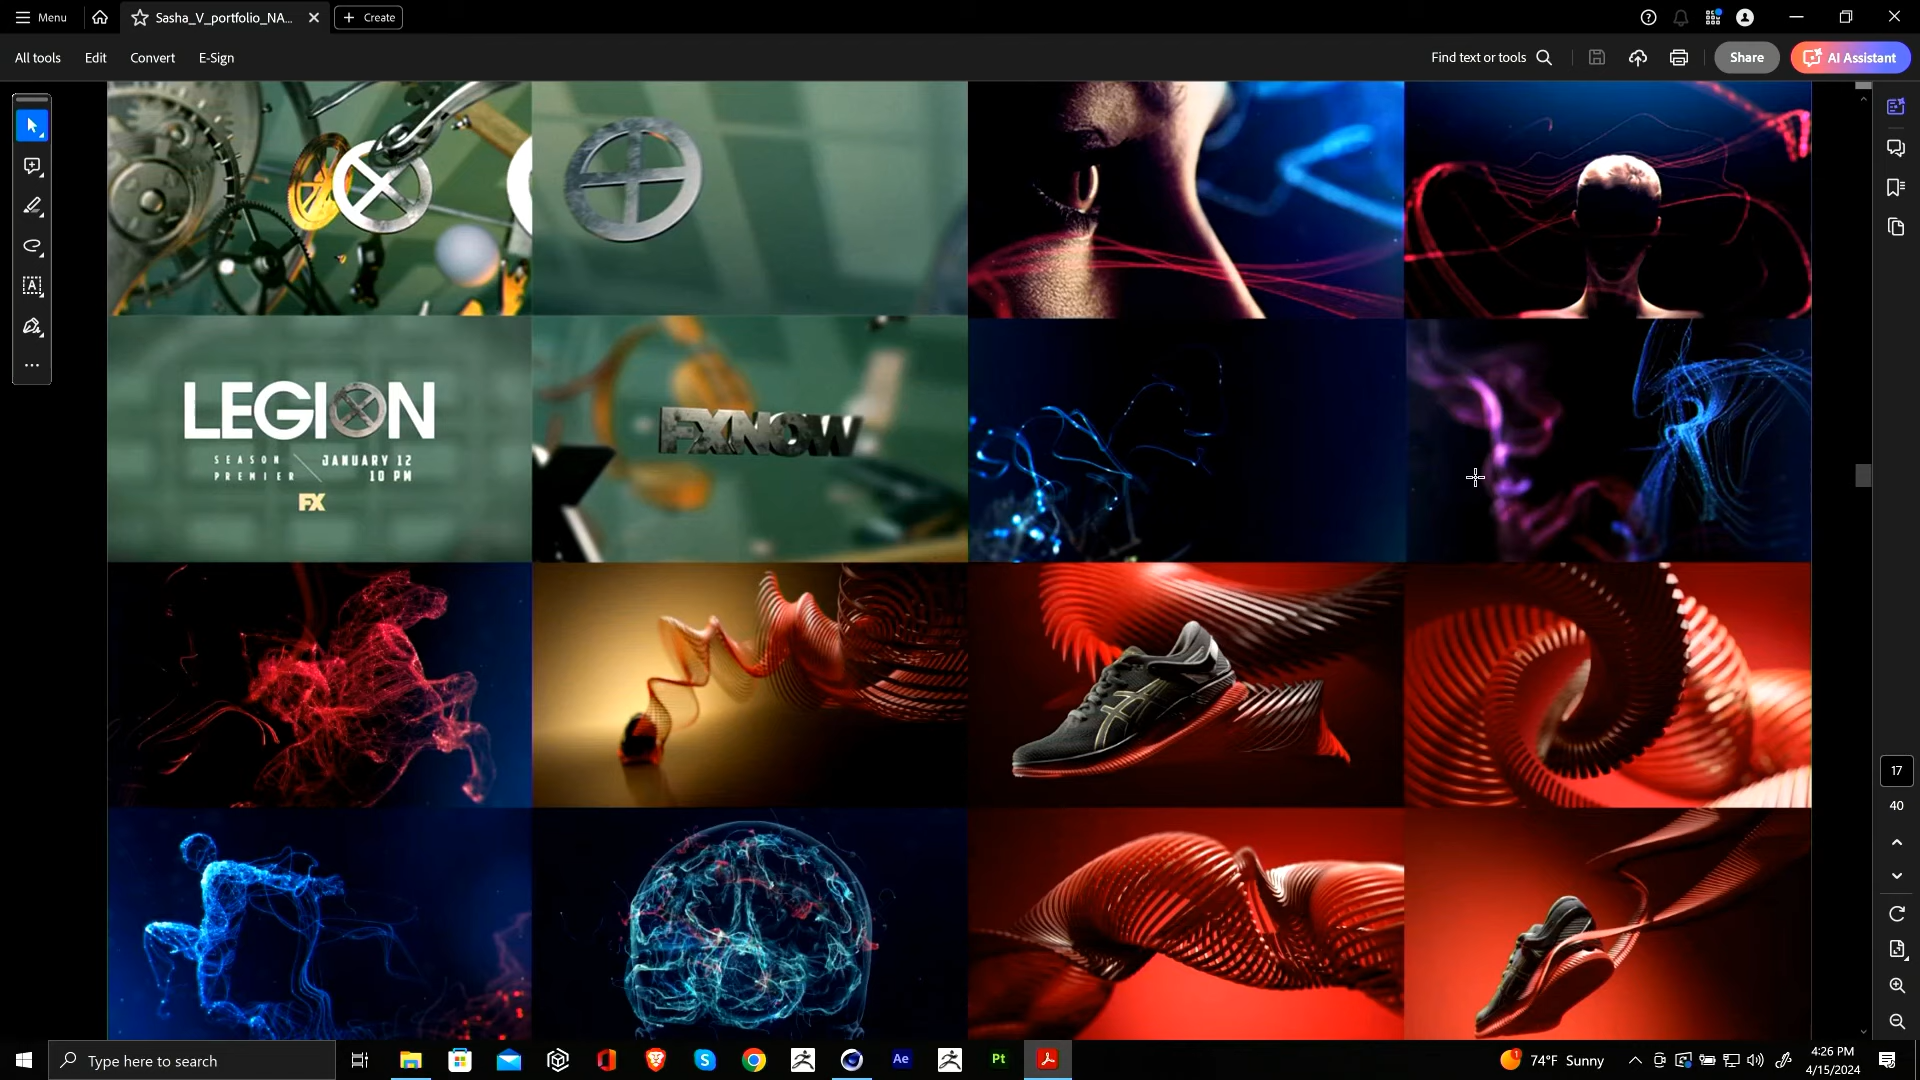 Menu
Sasha_V_portfolio_NA...
Create
All tools
Edit
Convert
E-Sign
Find text or tools
Share
AI Assistant
LEGION
SEASON
PREMIER
JANUARY 12
10 PM
FX
FXNOW
17
40
Type here to search
Ae
Pt
74°F Sunny
4:26 PM
4/15/2024